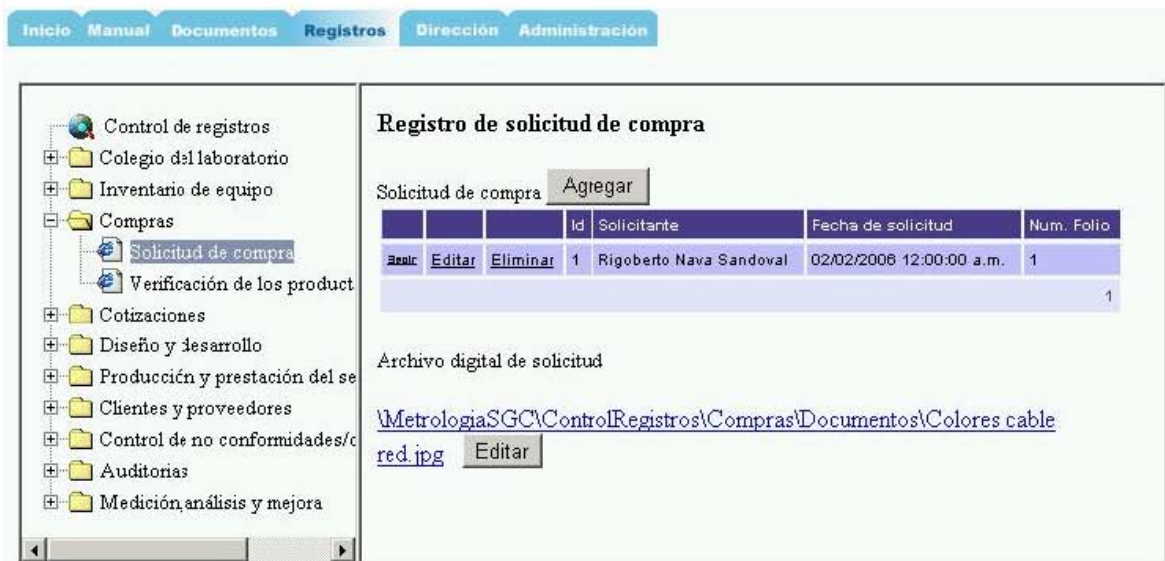 Inicio Manual Documentos Registros Dirección Administración
Control de registros
Colegio del laboratorio
Inventario de equipo
Compras
Solicitud de compra
Verificación de los product
Cotizaciones
Diseño y desarrollo
Producción y prestación del se
Clientes y proveedores
Control de no conformidades/c
Auditorias
Medición,análisis y mejora
Registro de solicitud de compra
Solicitud de compra Agregar
Id Solicitante Fecha de solicitud Num. Folio
Editar Eliminar 1 Rigoberto Nava Sandoval 02/02/2006 12:00:00 a.m. 1
1
Archivo digital de solicitud
\MetrologiaSGC\ControlRegistros\Compras\Documentos\Colores cable
red.jpg Editar